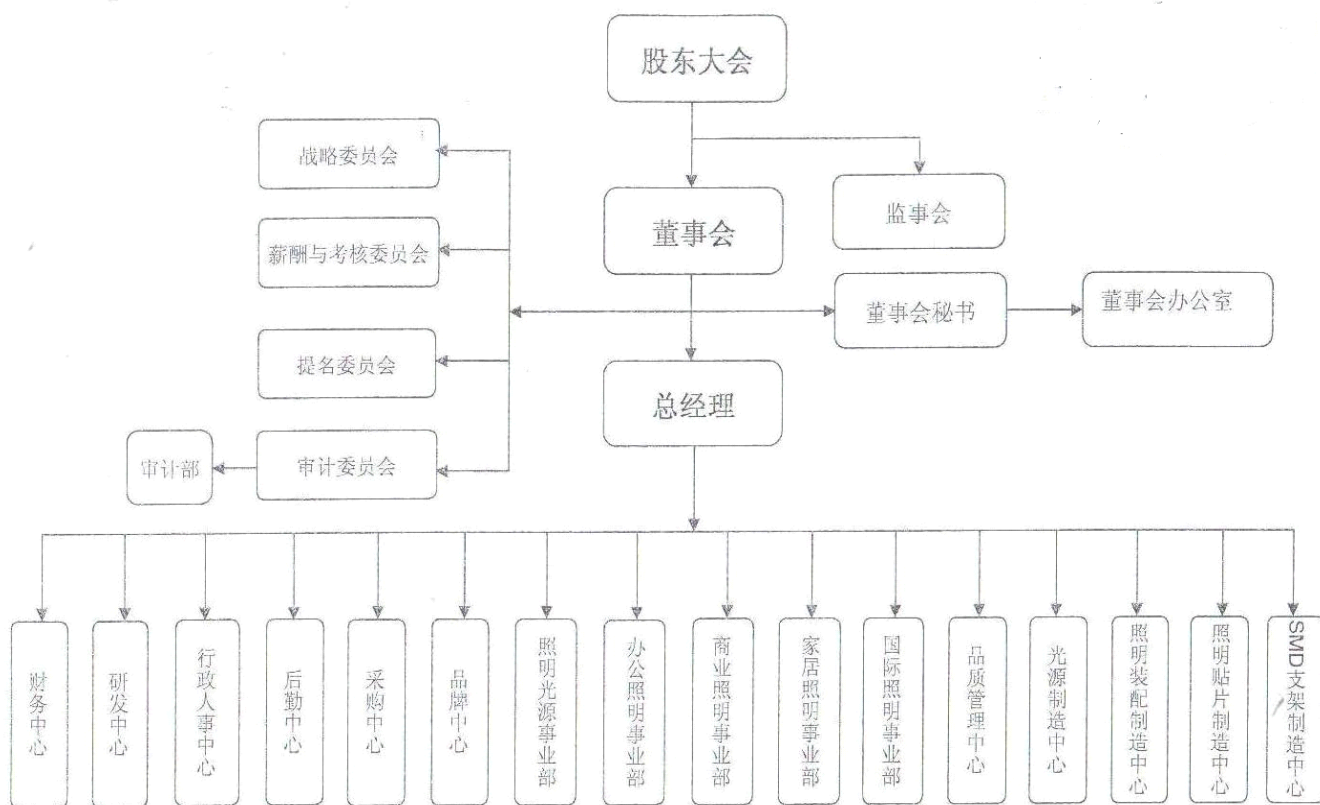 股东大会
战略委员会
监事会
董事会
薪酬与考核委员会
董事会秘书
董事会办公室
提名委员会
总经理
审计部
审计委员会
财务中心
研发中心
行政人事中心
后勤中心
采购中心
品牌中心
照明光源事业部
办公照明事业部
商业照明事业部
家居照明事业部
国际照明事业部
品质管理中心
光源制造中心
照明装配制造中心
照明贴片制造中心
SMD支架制造中心